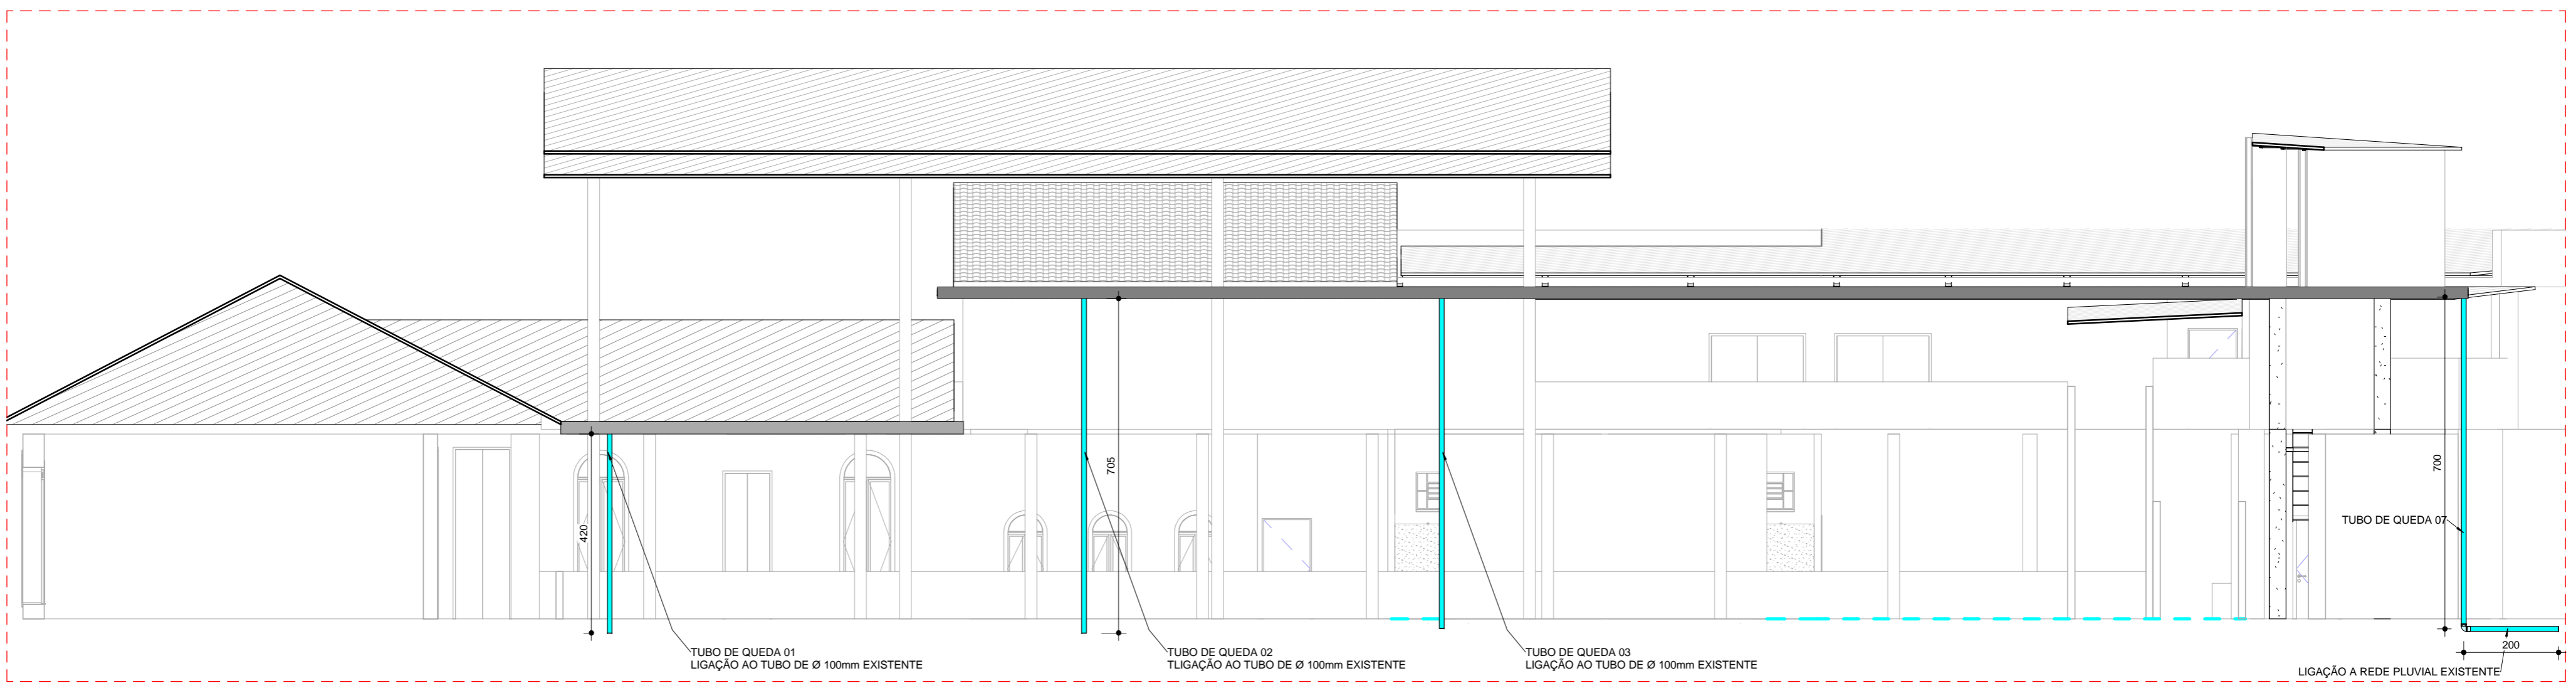 420
705
700
TUBO DE QUEDA 07
TUBO DE QUEDA 01
LIGAÇÃO AO TUBO DE Ø 100mm EXISTENTE
TUBO DE QUEDA 02
TLIGAÇÃO AO TUBO DE Ø 100mm EXISTENTE
TUBO DE QUEDA 03
LIGAÇÃO AO TUBO DE Ø 100mm EXISTENTE
200
LIGAÇÃO A REDE PLUVIAL EXISTENTE